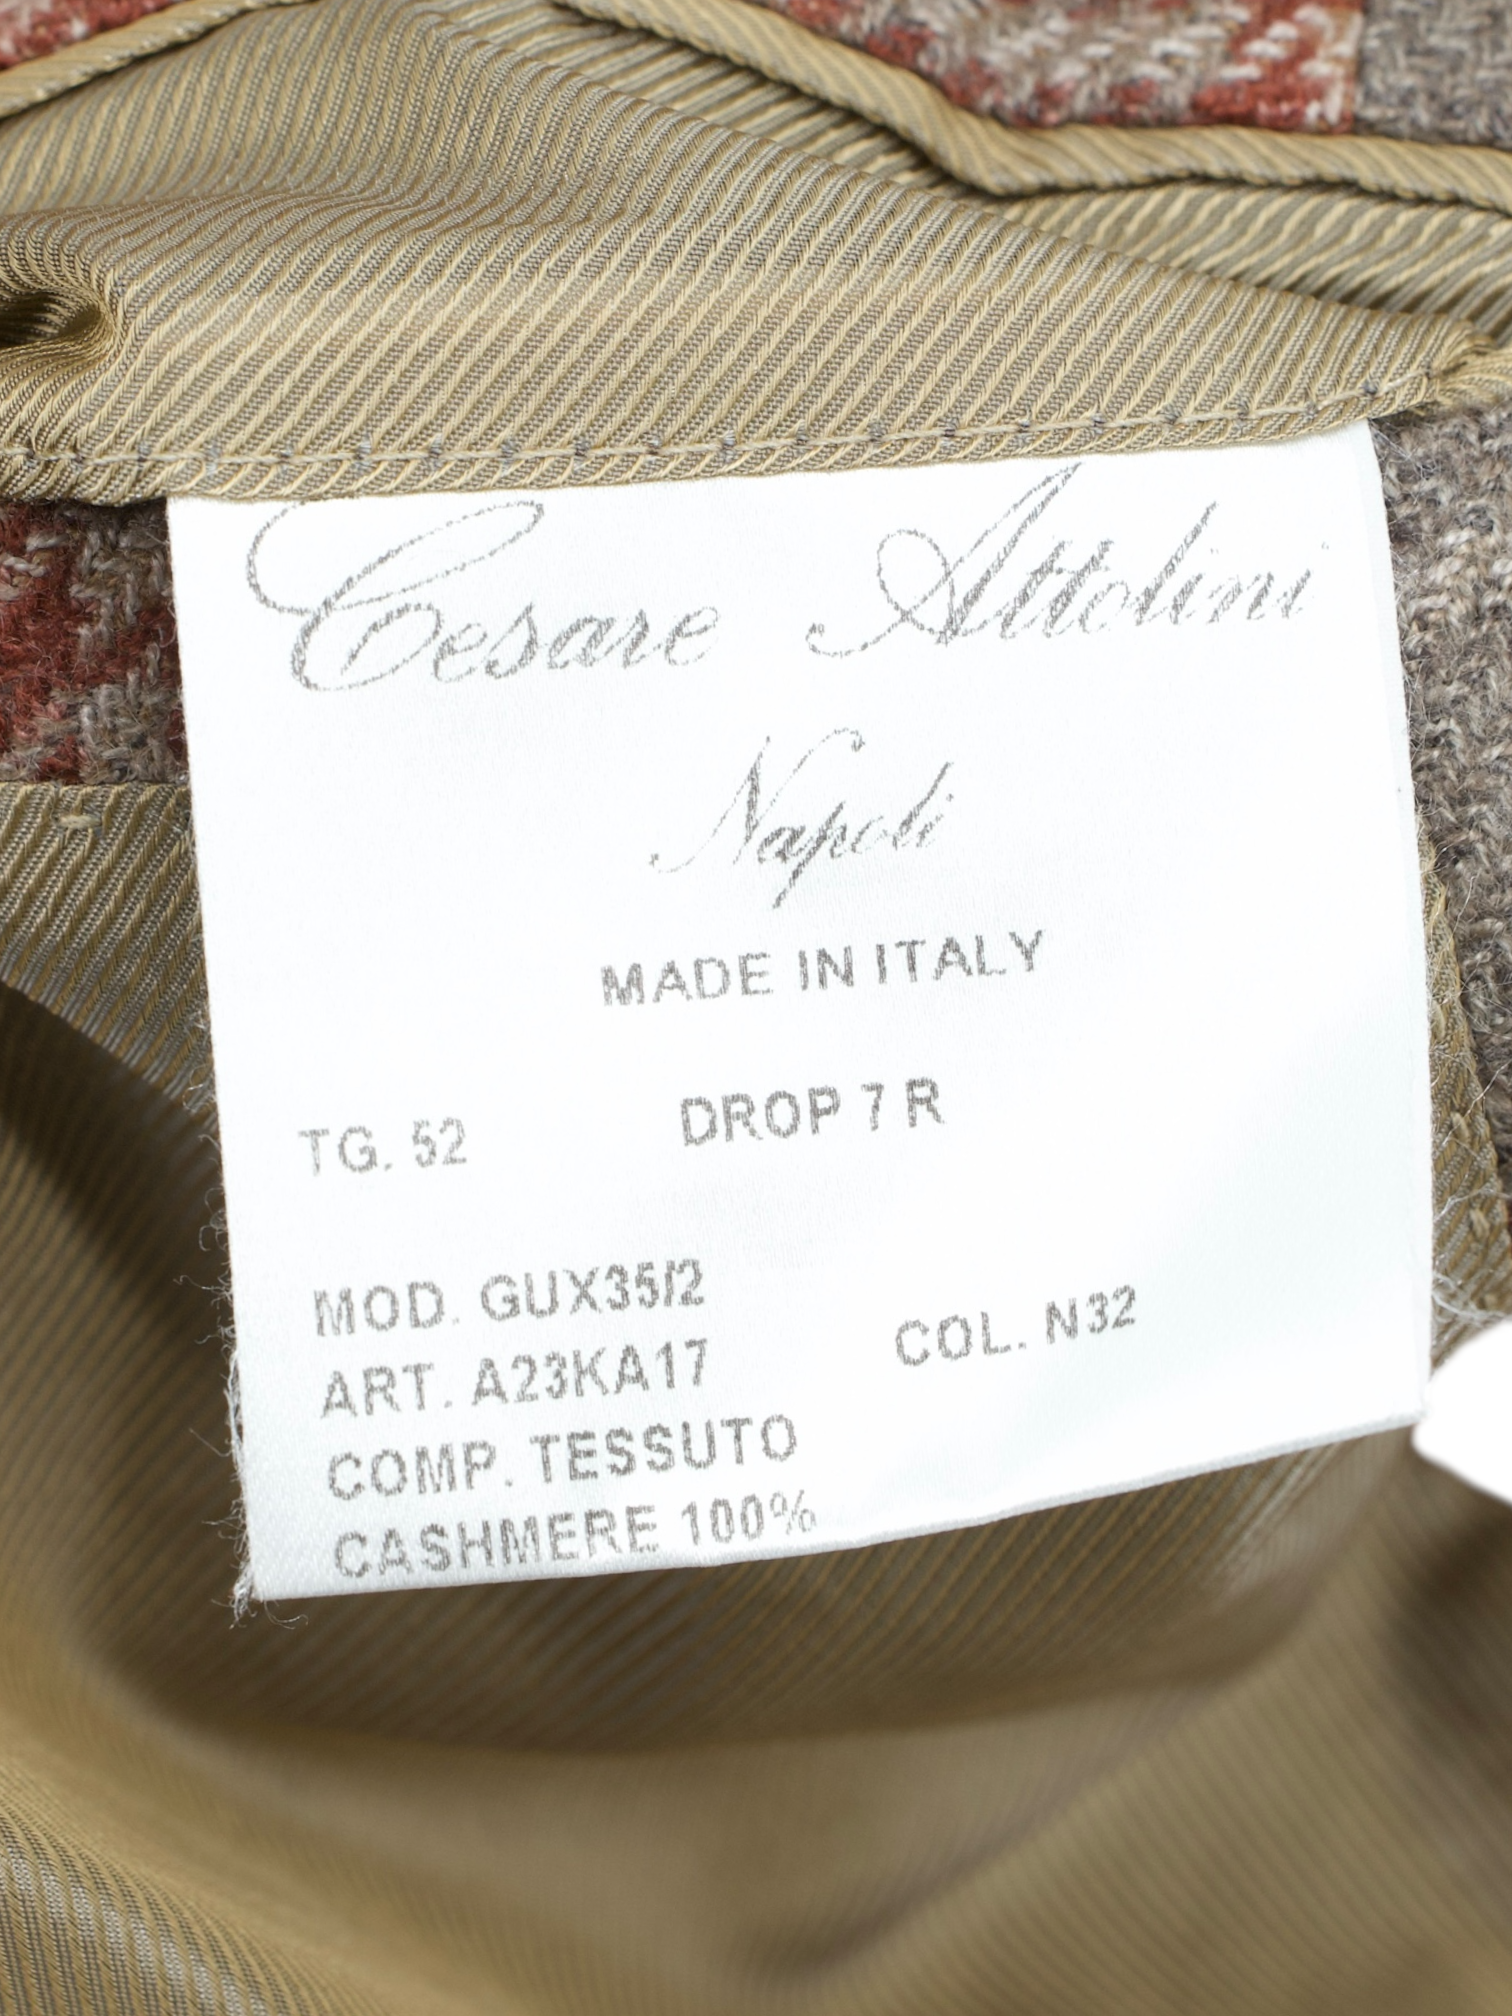 Cesare Attolini
Napoli
MADE IN ITALY
TG. 52 DROP 7 R
MOD. GUX35/2
ART. A23KA17 COL. N32
COMP. TESSUTO
CASHMERE 100%